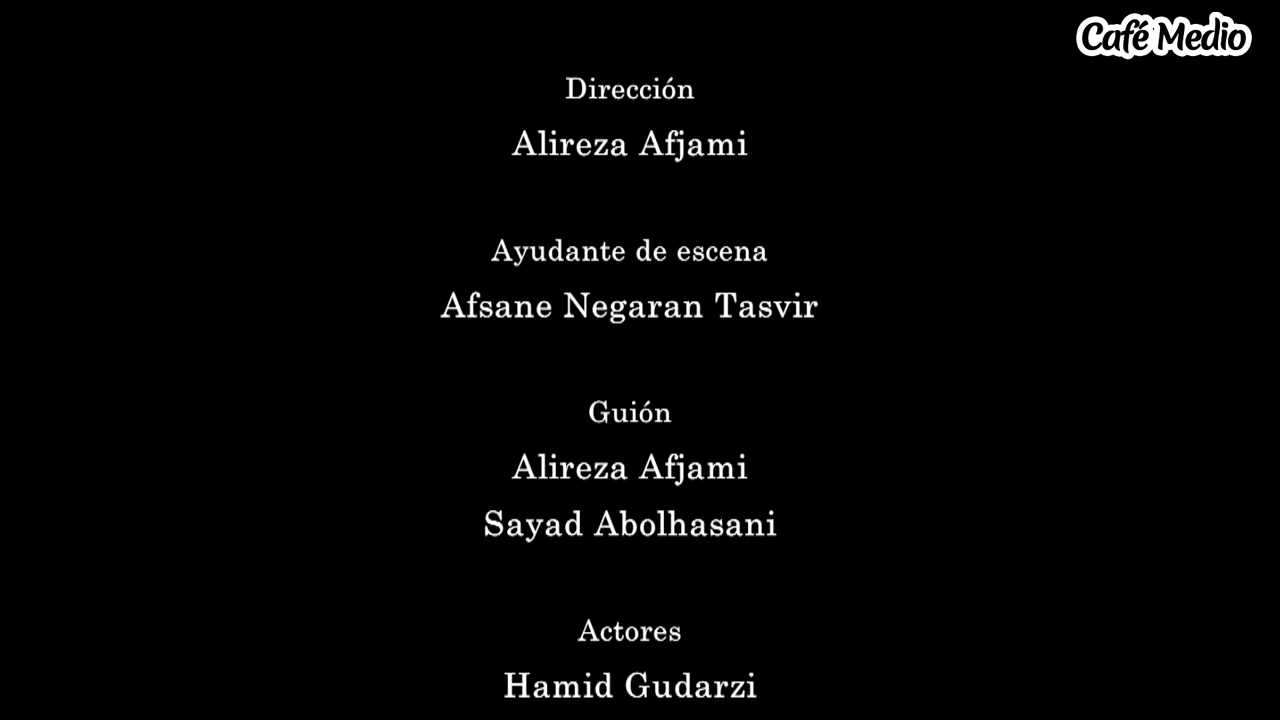 Café Medio
Dirección
Alireza Afjami
Ayudante de escena
Afsane Negaran Tasvir
Guión
Alireza Afjami
Sayad Abolhasani
Actores
Hamid Gudarzi